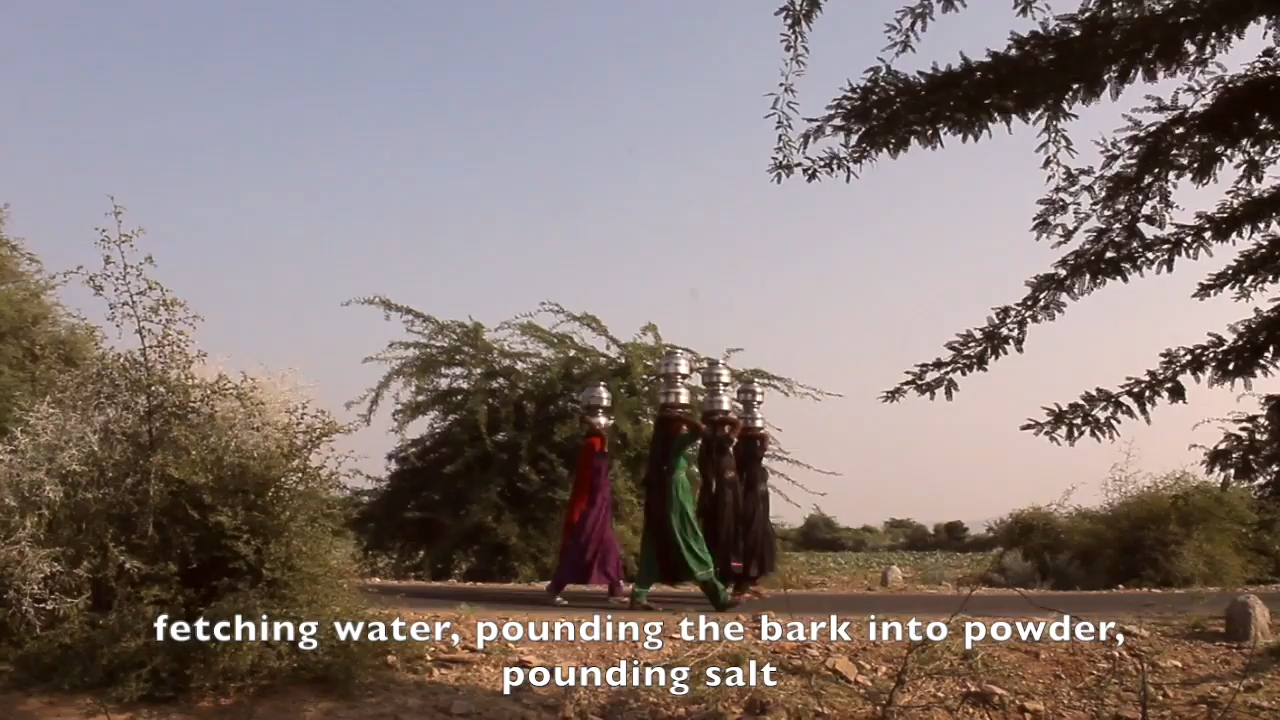 fetching water, pounding the bark into powder,
pounding salt